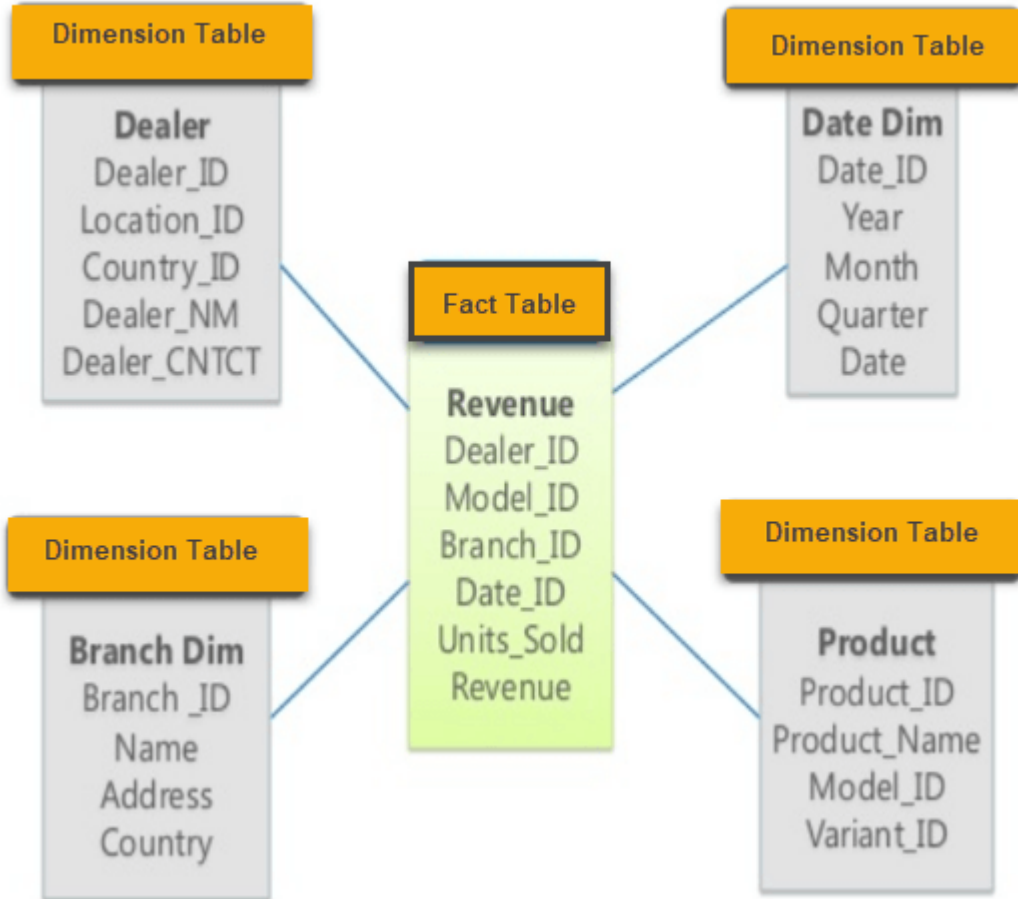 Dimension Table
Dealer
Dealer_ID
Location_ID
Country_ID
Dealer_NM
Dealer_CNTCT
Dimension Table
Date Dim
Date_ID
Year
Month
Quarter
Date
Fact Table
Revenue
Dealer_ID
Model_ID
Branch_ID
Date_ID
Units_Sold
Revenue
Dimension Table
Branch Dim
Branch _ID
Name
Address
Country
Dimension Table
Product
Product_ID
Product_Name
Model_ID
Variant_ID